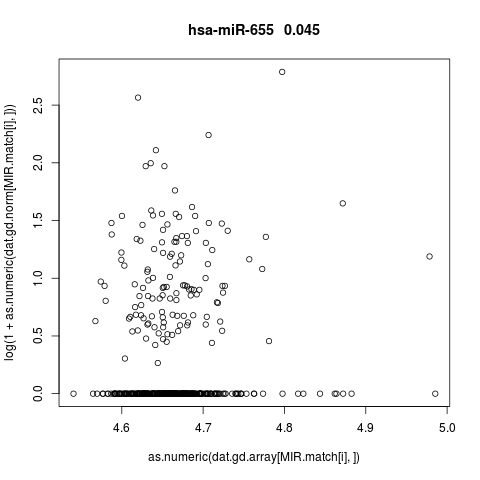 hsa-miR-655 0.045
log(1 + as.numeric(dat.gd.norm[MIR.match[i], ]))
2.5
2.0
1.5
1.0
0.5
0.0
4.6 4.7 4.8 4.9 5.0
as.numeric(dat.gd.array[MIR.match[i], ])